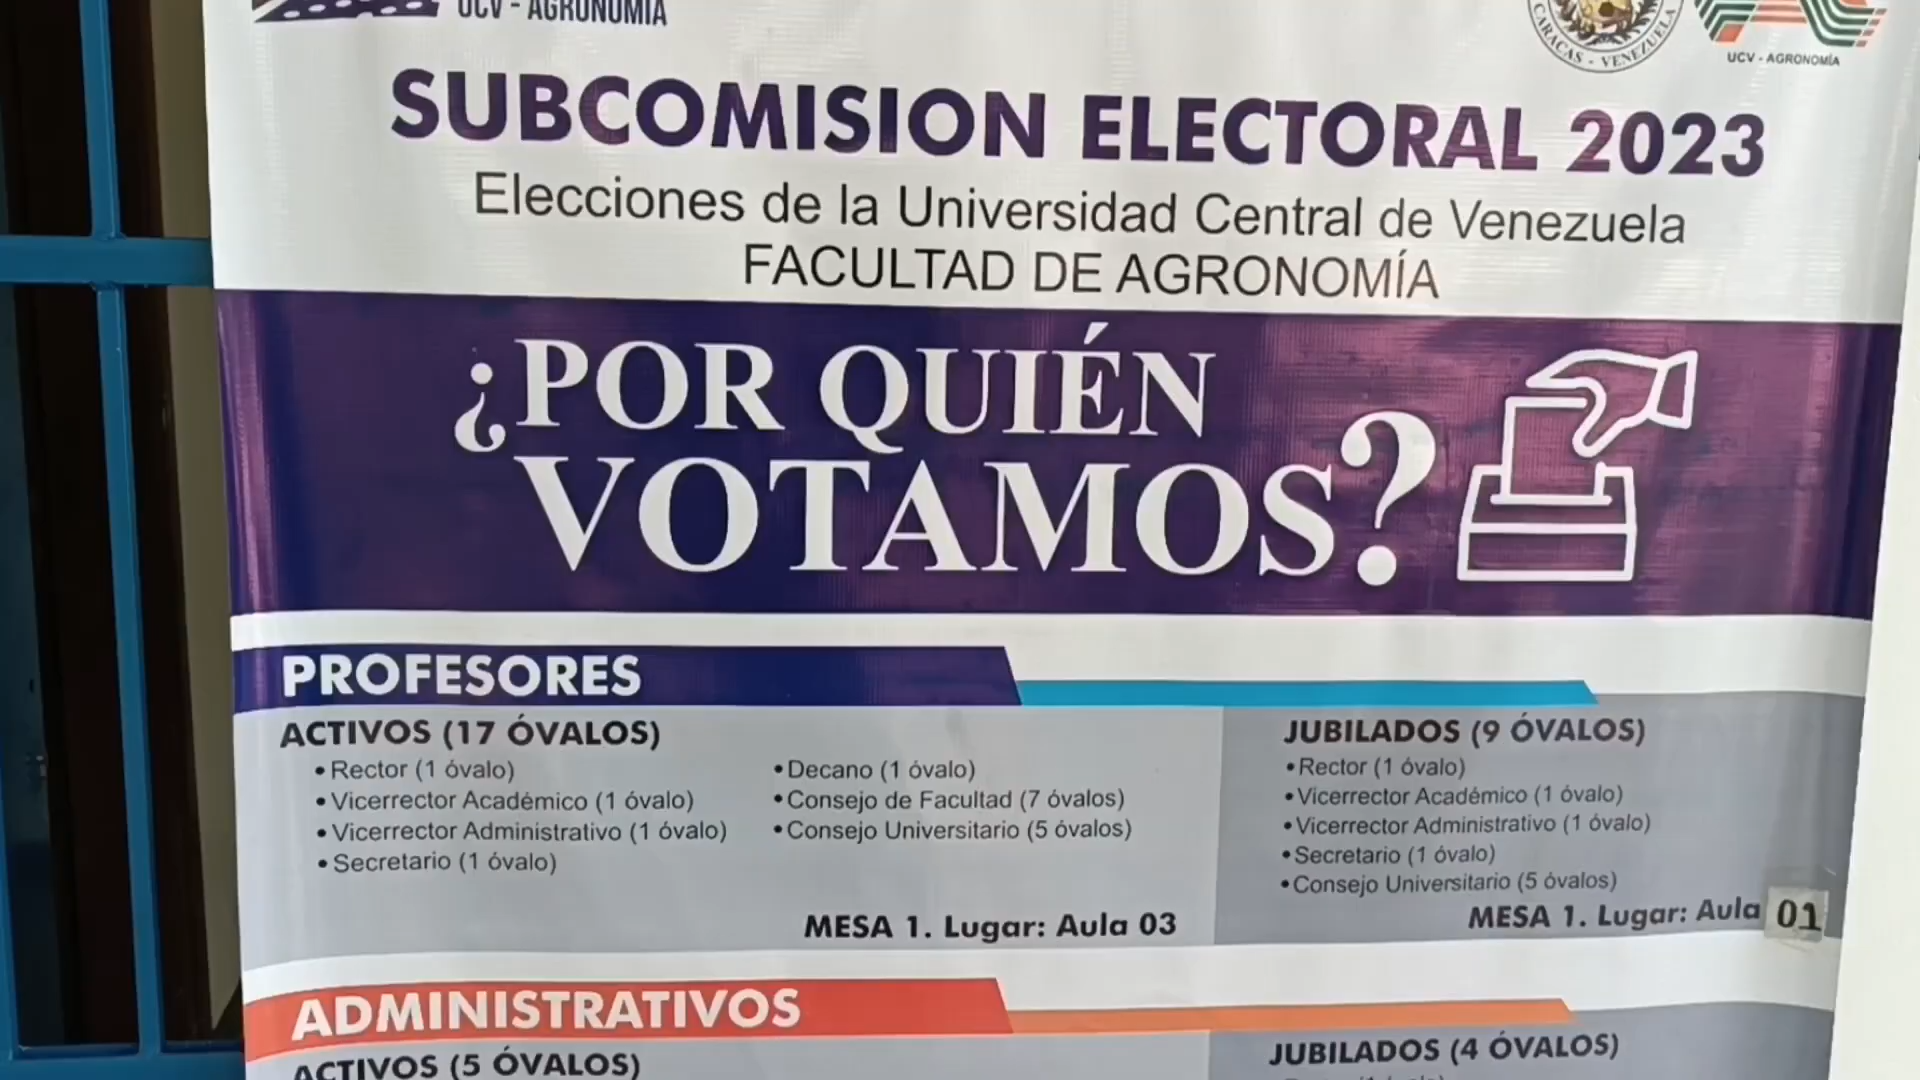 UCV - AGRONOMÍA
CARACAS - VENEZUELA
UCV - AGRONOMÍA
SUBCOMISION ELECTORAL 2023
Elecciones de la Universidad Central de Venezuela
FACULTAD DE AGRONOMÍA
¿POR QUIÉN
VOTAMOS?
PROFESORES
ACTIVOS (17 ÓVALOS)
•Rector (1 óvalo)
•Vicerrector Académico (1 óvalo)
•Vicerrector Administrativo (1 óvalo)
•Secretario (1 óvalo)
•Decano (1 óvalo)
•Consejo de Facultad (7 óvalos)
•Consejo Universitario (5 óvalos)
MESA 1. Lugar: Aula 03
JUBILADOS (9 ÓVALOS)
•Rector (1 óvalo)
•Vicerrector Académico (1 óvalo)
•Vicerrector Administrativo (1 óvalo)
•Secretario (1 óvalo)
•Consejo Universitario (5 óvalos)
MESA 1. Lugar: Aula 01
ADMINISTRATIVOS
ACTIVOS (5 ÓVALOS)
JUBILADOS (4 ÓVALOS)